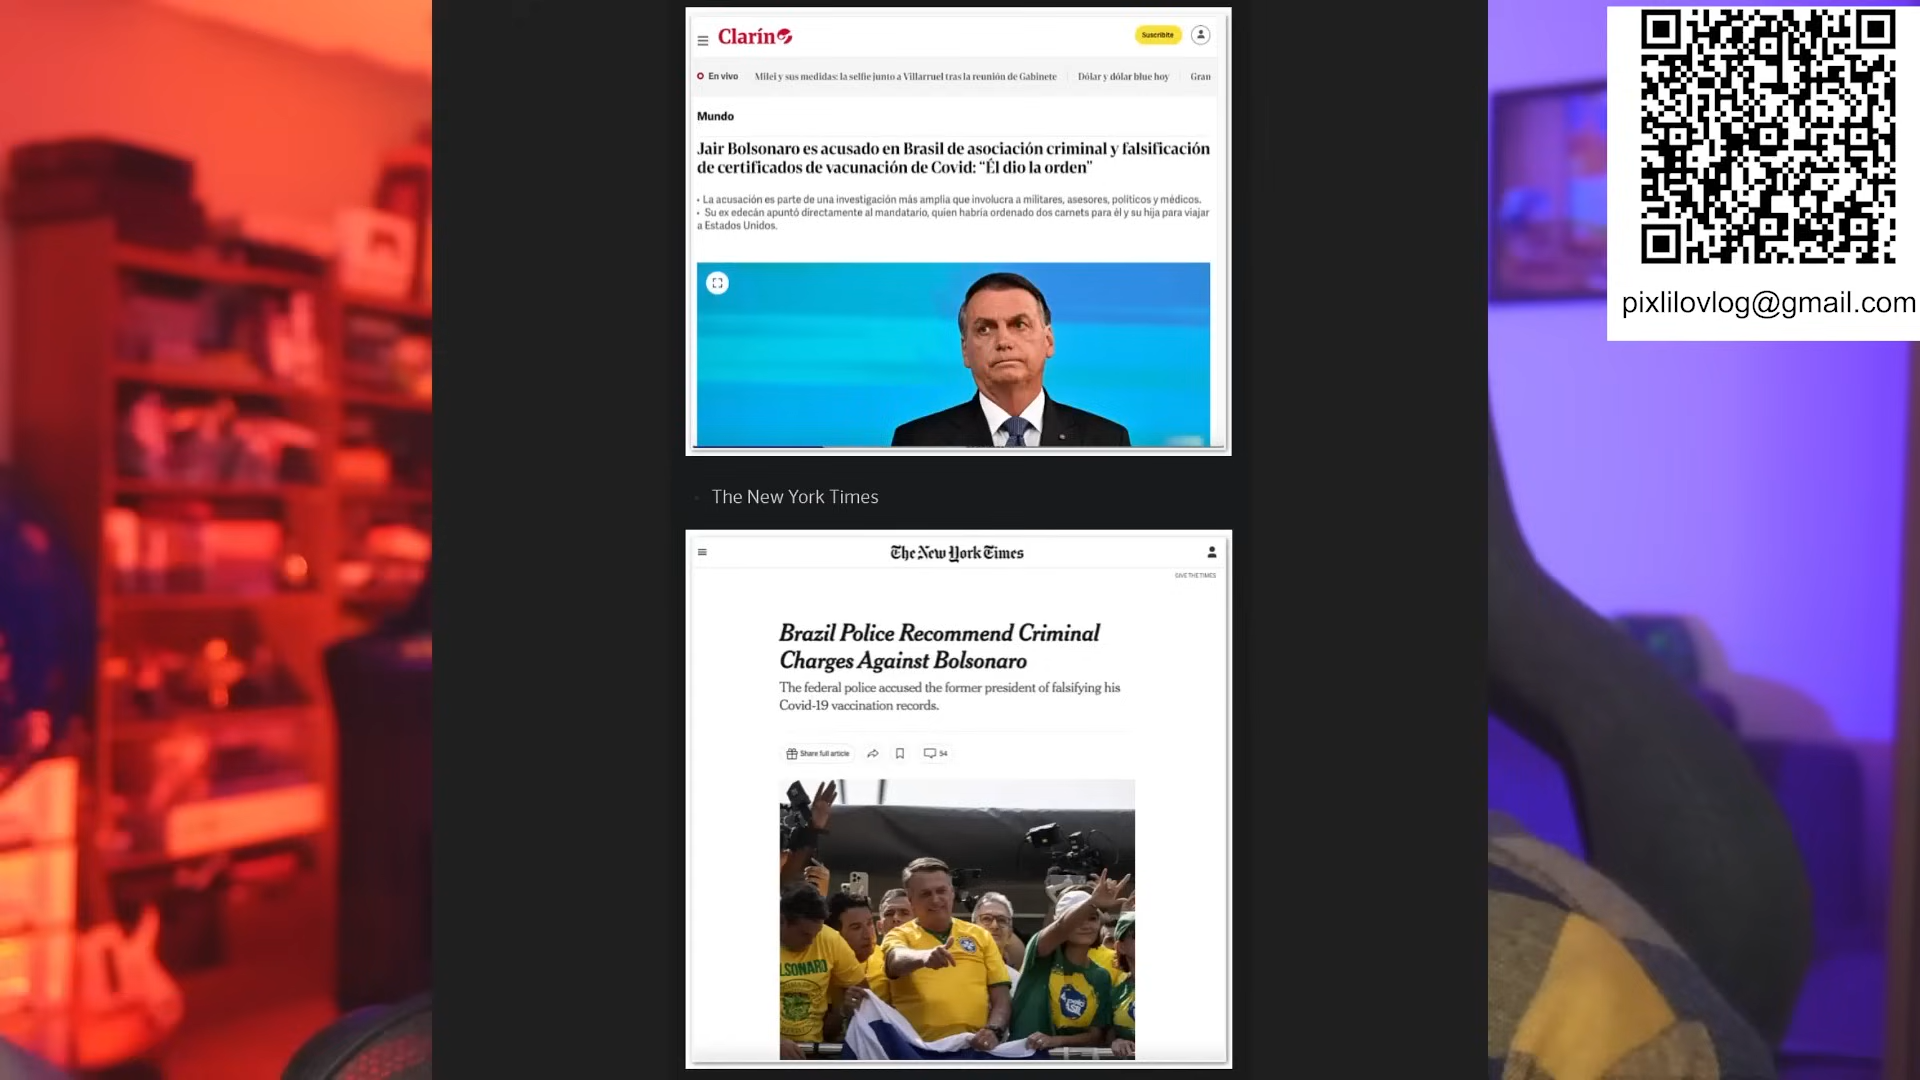 Clarín
Suscribite
En vivo
Milei y sus medidas: la selfie junto a Villarruel tras la reunión de Gabinete
Dólar y dólar blue hoy
Gran
Mundo
Jair Bolsonaro es acusado en Brasil de asociación criminal y falsificación
de certificados de vacunación de Covid: “Él dio la orden”
• La acusación es parte de una investigación más amplia que involucra a militares, asesores, políticos y médicos.
• Su ex edecán apuntó directamente al mandatario, quien habría ordenado dos carnets para él y su hija para viajar
a Estados Unidos.
pixlilovlog@gmail.com
The New York Times
The New York Times
GIVE THE TIMES
Brazil Police Recommend Criminal
Charges Against Bolsonaro
The federal police accused the former president of falsifying his
Covid-19 vaccination records.
Share full article
54
LSONARO